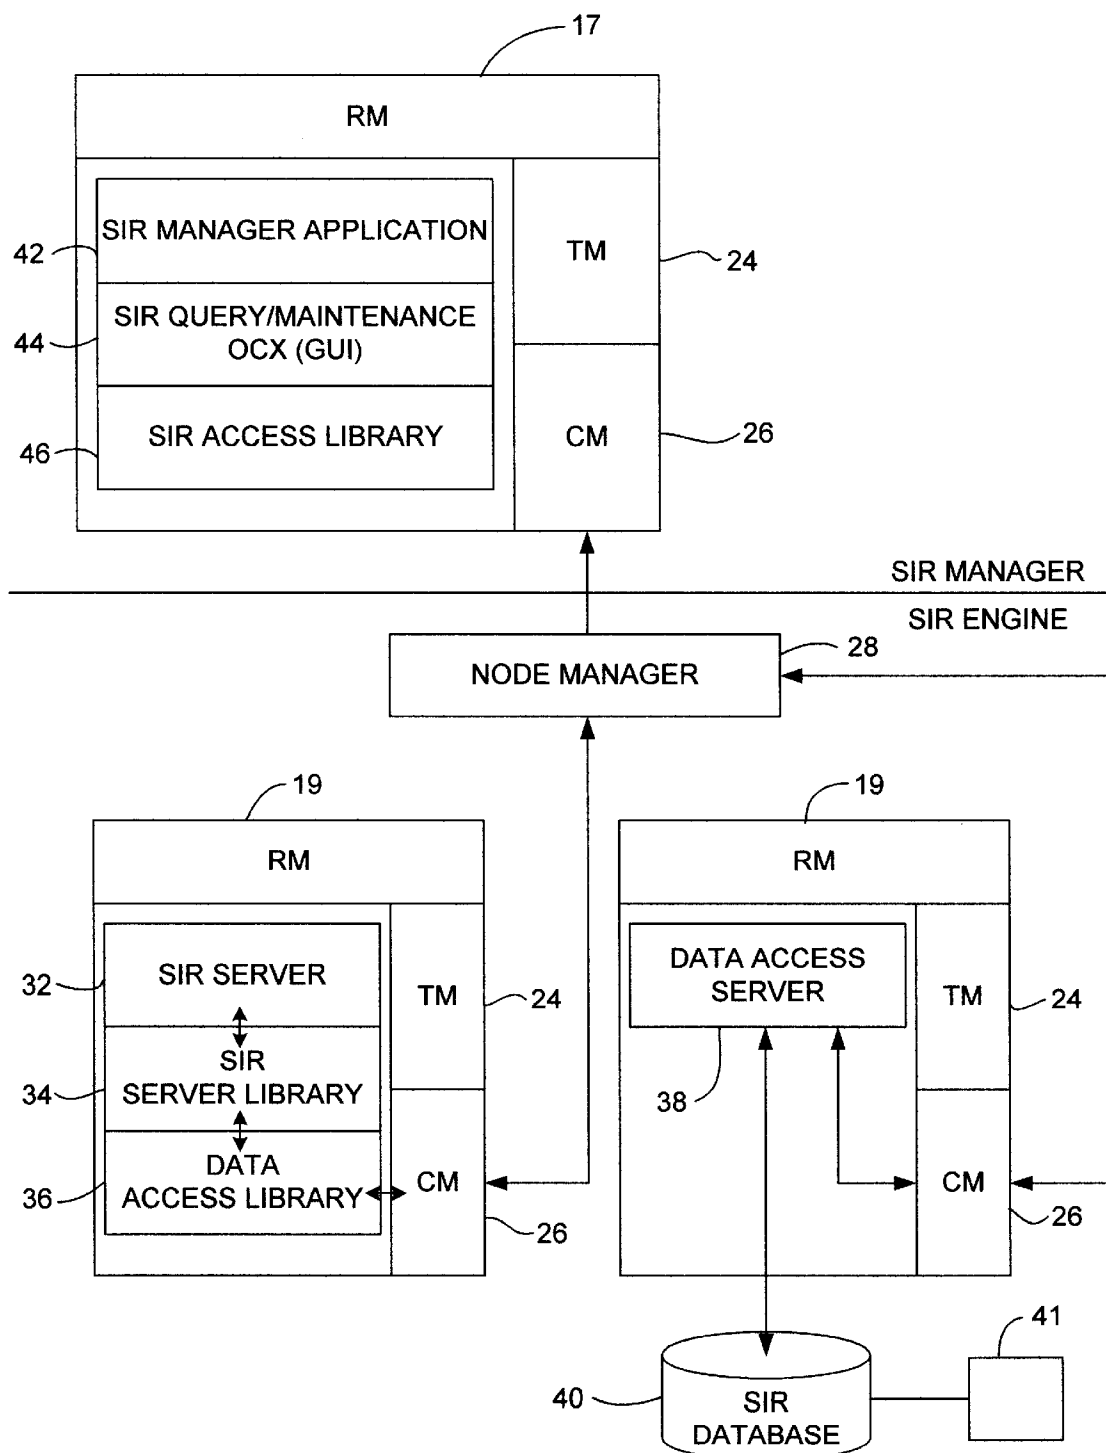 17
RM
SIR MANAGER APPLICATION
42
TM
24
SIR QUERY/MAINTENANCE
OCX (GUI)
44
SIR ACCESS LIBRARY
46
CM
26
SIR MANAGER
SIR ENGINE
NODE MANAGER
28
19
RM
SIR SERVER
32
TM
24
SIR
SERVER LIBRARY
34
DATA
ACCESS LIBRARY
36
CM
26
19
RM
DATA ACCESS
SERVER
38
TM
24
CM
26
SIR
DATABASE
40
41